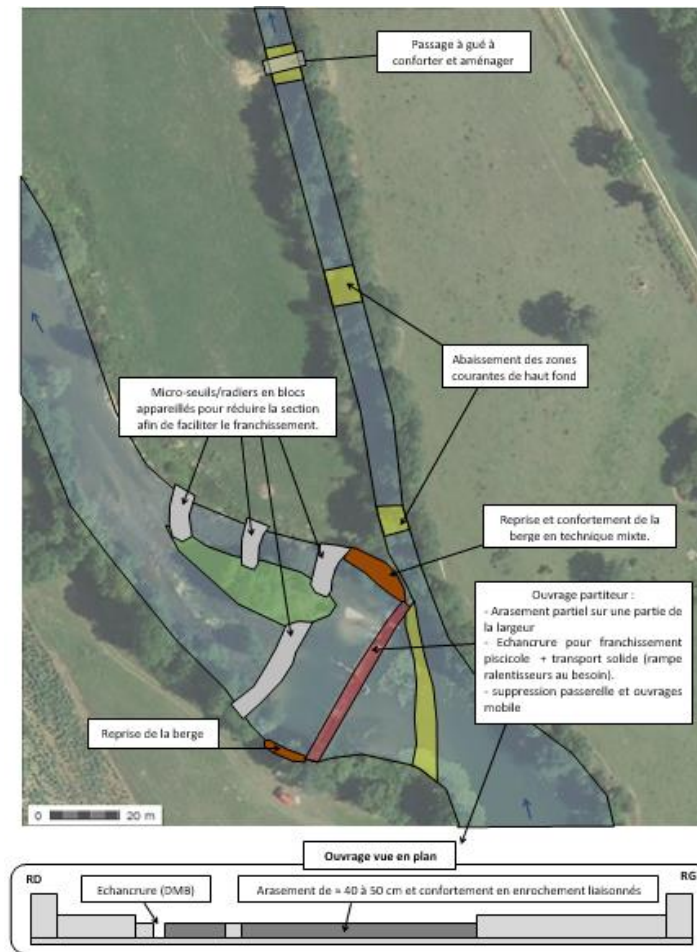 Passage à gué à
conforter et aménager
Abaissement des zones
courantes de haut fond
Micro-seuils/radiers en blocs
appareillés pour réduire la section
afin de faciliter le franchissement.
Reprise et confortement de la
berge en technique mixte.
Ouvrage partiteur :
- Arasement partiel sur une partie de
la largeur
- Echancrure pour franchissement
piscicole + transport solide (rampe
ralentisseurs au besoin).
- suppression passerelle et ouvrages
mobile
Reprise de la berge
0 20 m
Ouvrage vue en plan
RD
RG
Echancrure (DMB)
Arasement de ≈ 40 à 50 cm et confortement en enrochement liaisonnés